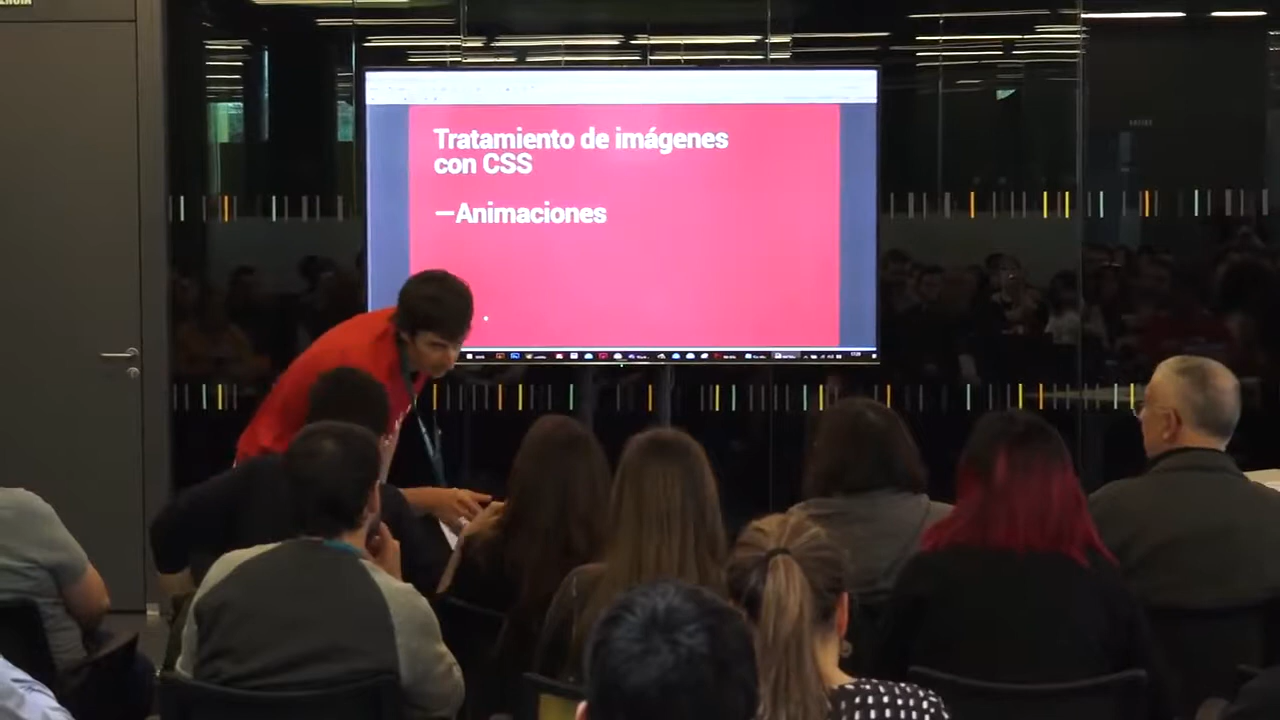 Tratamiento de imágenes
con CSS
—Animaciones